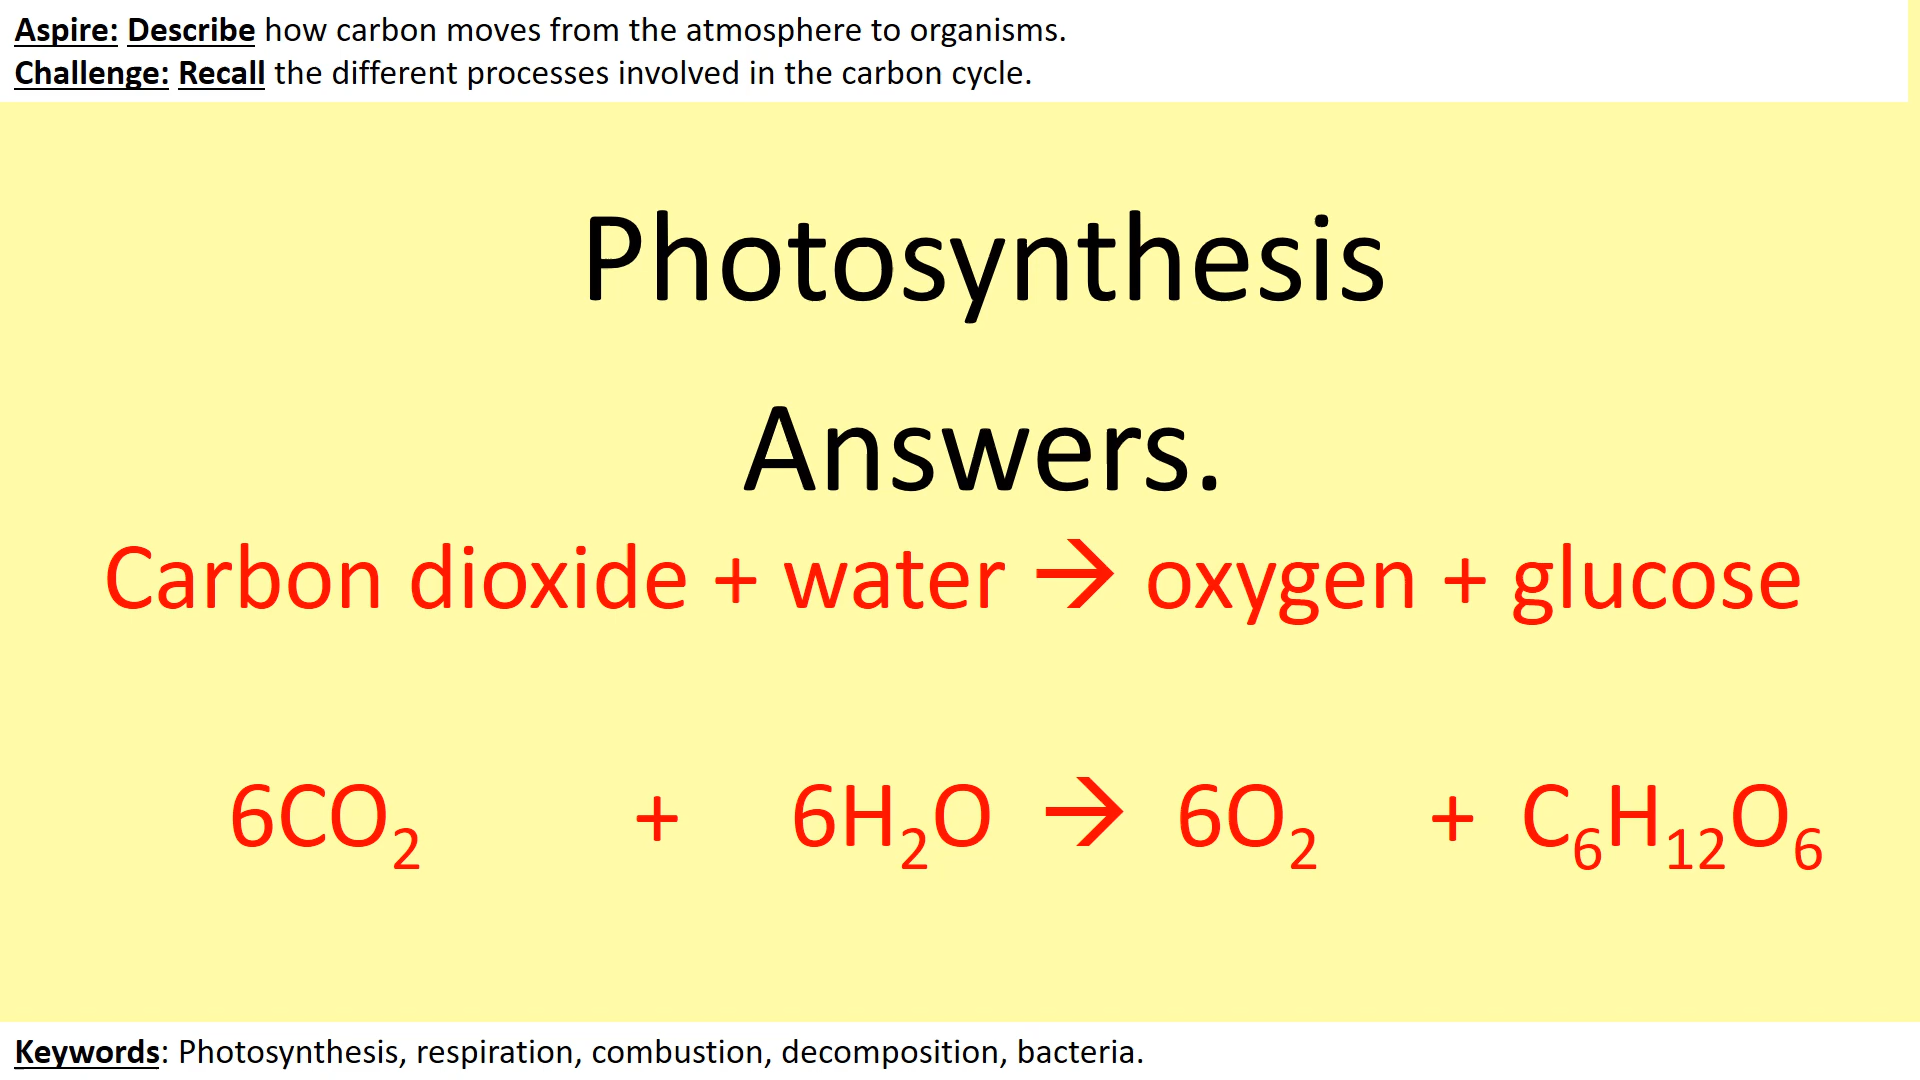 Aspire: Describe how carbon moves from the atmosphere to organisms.
Challenge: Recall the different processes involved in the carbon cycle.
Photosynthesis
Answers.
Carbon dioxide + water → oxygen + glucose
6CO₂ + 6H₂O → 6O₂ + C₆H₁₂O₆
Keywords: Photosynthesis, respiration, combustion, decomposition, bacteria.